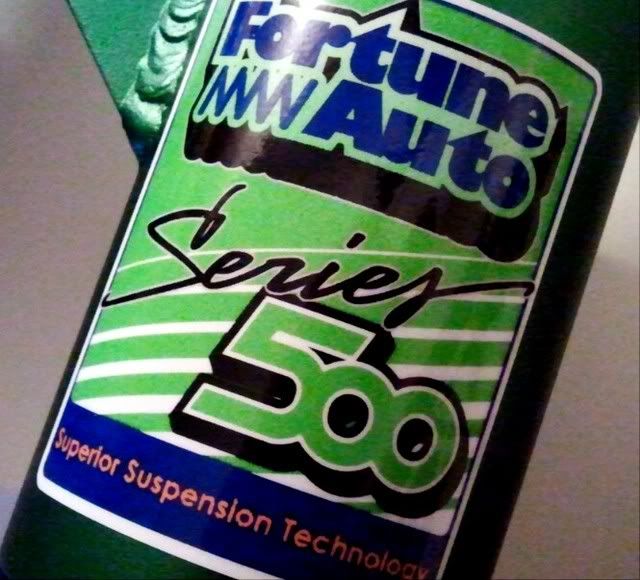 Fortune
Auto
Series
500
Superior Suspension Technology